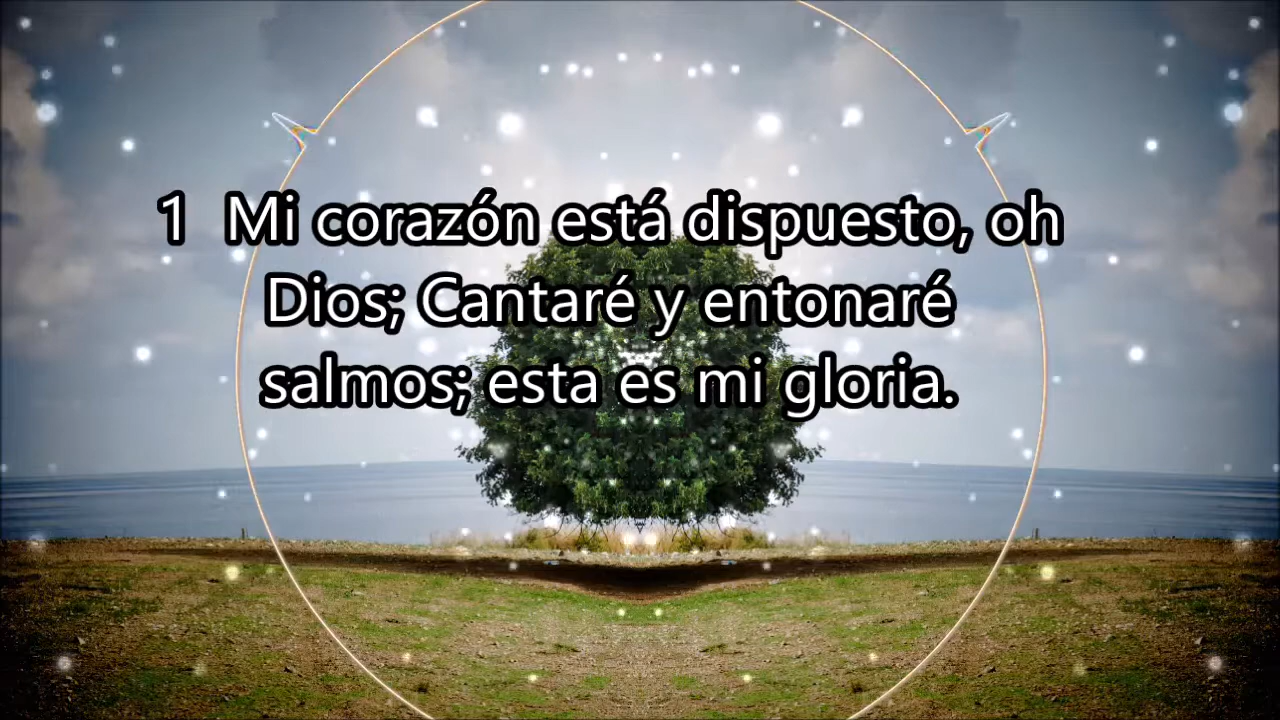 1 Mi corazón está dispuesto, oh
Dios; Cantaré y entonaré
salmos; esta es mi gloria.